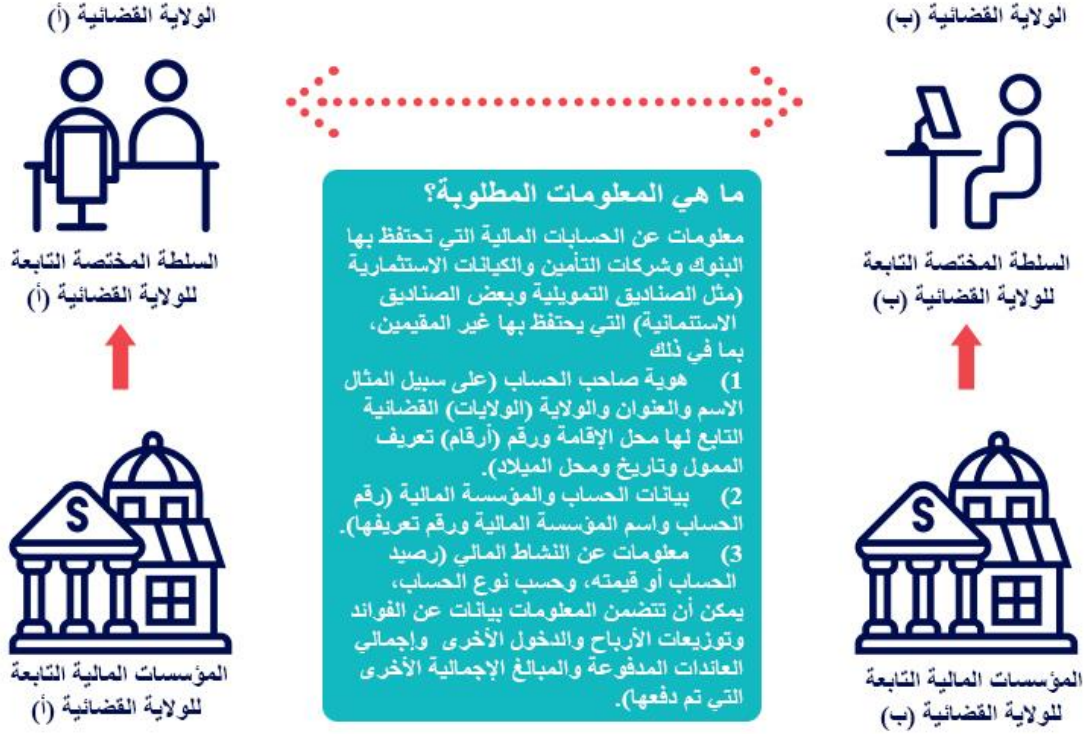 الولاية القضائية (أ)
الولاية القضائية (ب)
السلطة المختصة التابعة
للولاية القضائية (أ)
السلطة المختصة التابعة
للولاية القضائية (ب)
ما هي المعلومات المطلوبة؟
معلومات عن الحسابات المالية التي تحتفظ بها
البنوك وشركات التأمين والكيانات الاستثمارية
(مثل الصناديق التمويلية وبعض الصناديق
الاستئمانية) التي يحتفظ بها غير المقيمين،
بما في ذلك
1) هوية صاحب الحساب (على سبيل المثال
الاسم والعنوان والولاية (الولايات) القضائية
التابع لها محل الإقامة ورقم (أرقام) تعريف
الممول وتاريخ ومحل الميلاد).
2) بيانات الحساب والمؤسسة المالية (رقم
الحساب واسم المؤسسة المالية ورقم تعريفها).
3) معلومات عن النشاط المالي (رصيد
الحساب أو قيمته، وحسب نوع الحساب،
يمكن أن تتضمن المعلومات بيانات عن الفوائد
وتوزيعات الأرباح والدخول الأخرى وإجمالي
العائدات المدفوعة والمبالغ الإجمالية الأخرى
التي تم دفعها).
S
S
المؤسسات المالية التابعة
للولاية القضائية (أ)
المؤسسات المالية التابعة
للولاية القضائية (ب)